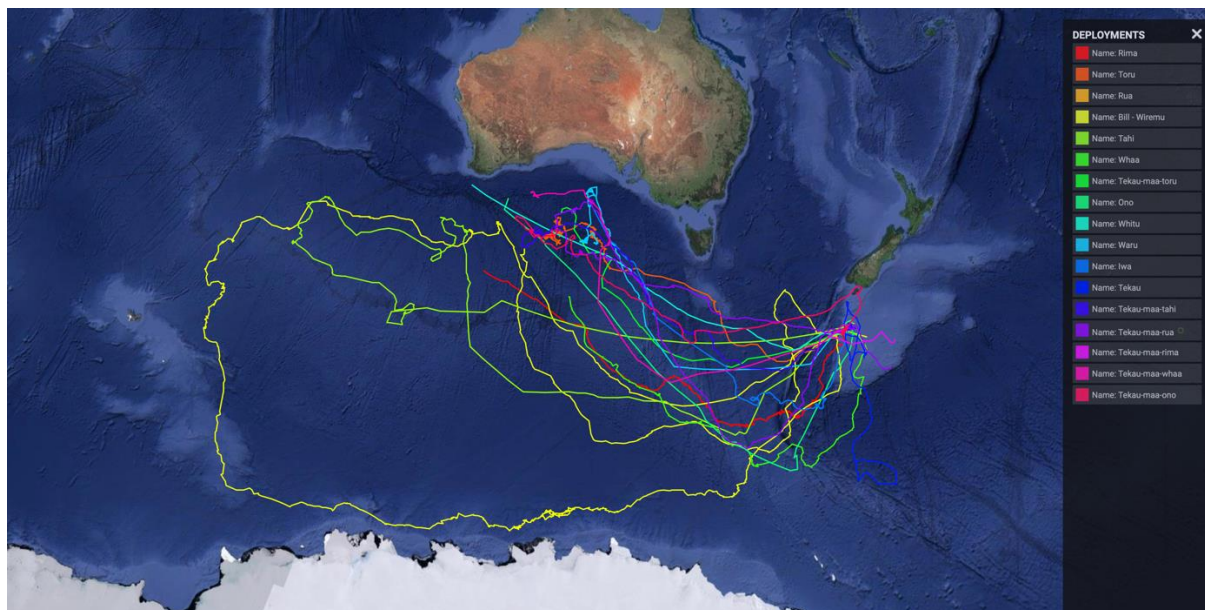 DEPLOYMENTS ✕
Name: Rima
Name: Toru
Name: Rua
Name: Bill - Wiremu
Name: Tahi
Name: Whaa
Name: Tekau-maa-toru
Name: Ono
Name: Whitu
Name: Waru
Name: Iwa
Name: Tekau
Name: Tekau-maa-tahi
Name: Tekau-maa-rua
Name: Tekau-maa-rima
Name: Tekau-maa-whaa
Name: Tekau-maa-ono